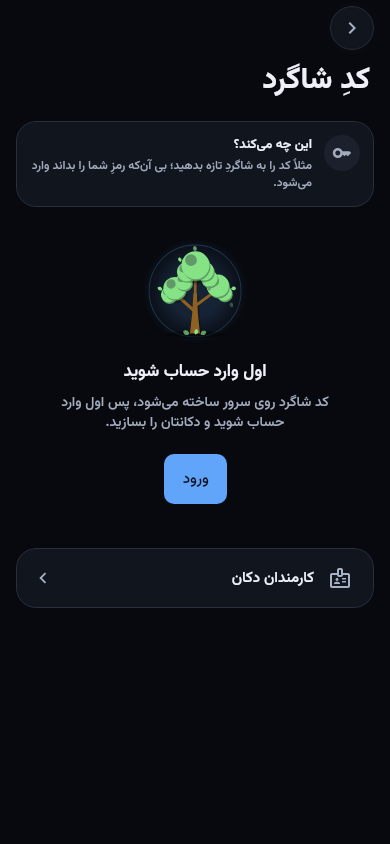 کدِ شاگرد
این چه می‌کند؟
مثلاً کد را به شاگردِ تازه بدهید؛ بی آن‌که رمزِ شما را بداند وارد
می‌شود.
اول وارد حساب شوید
کد شاگرد روی سرور ساخته می‌شود، پس اول وارد
حساب شوید و دکانتان را بسازید.
ورود
کارمندان دکان